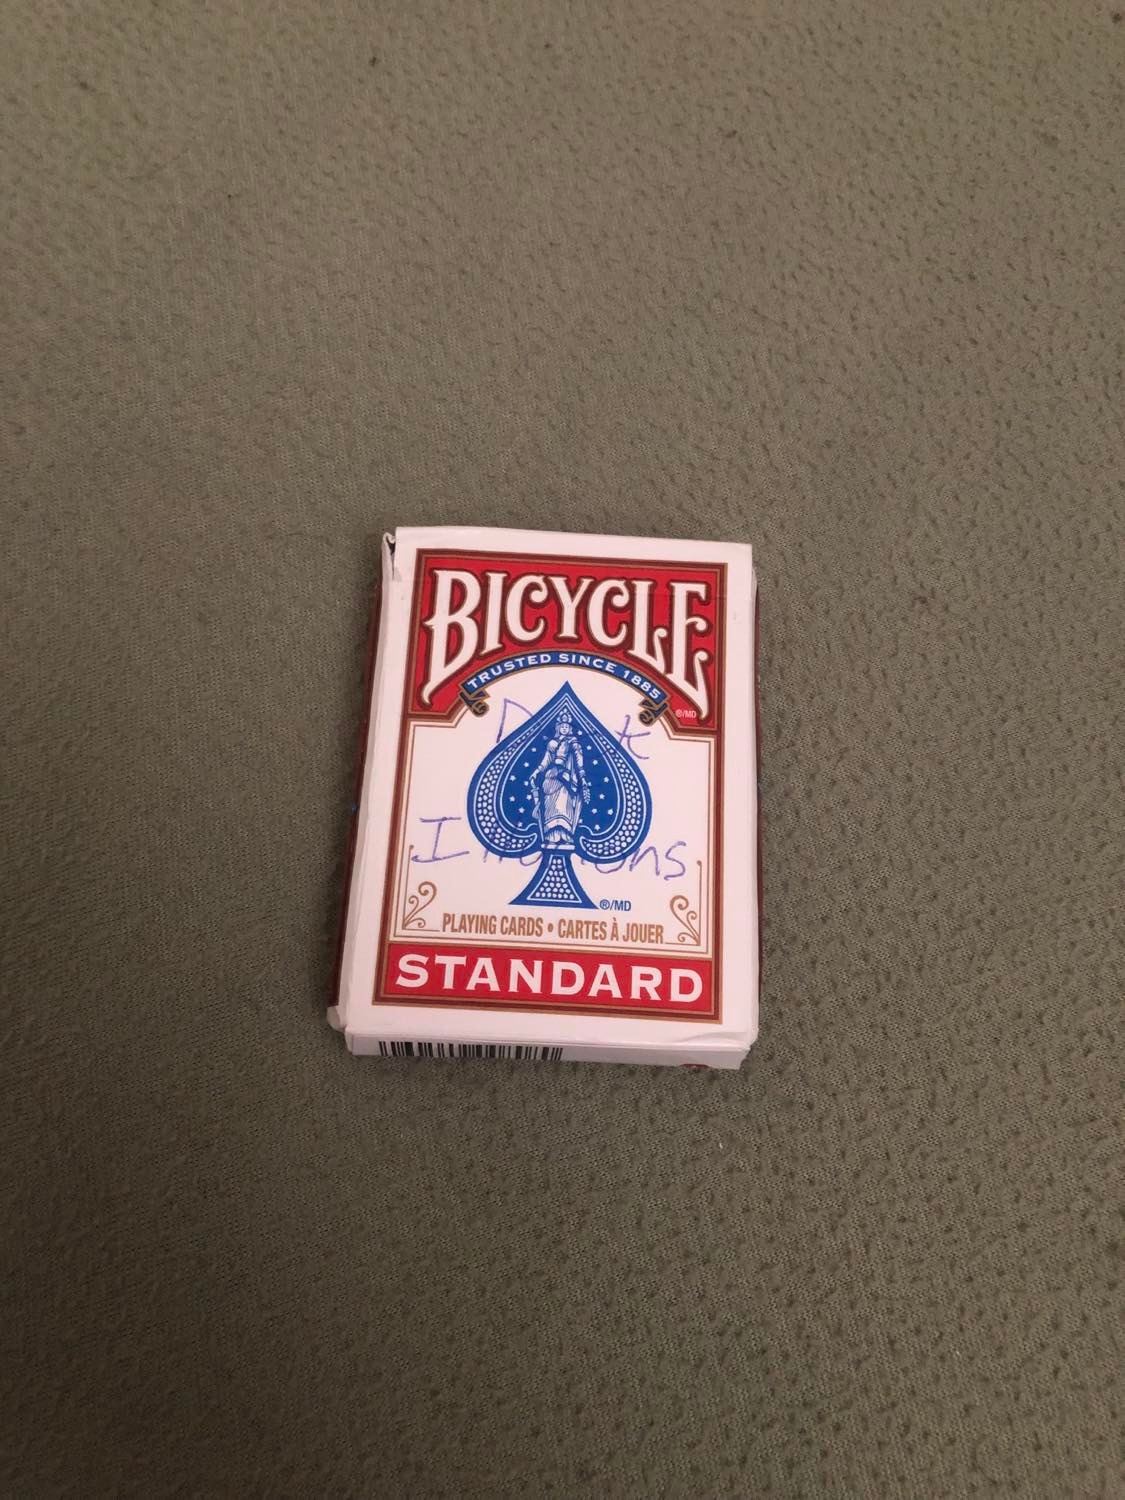 BICYCLE
TRUSTED SINCE 1885
®/MD
®/MD
PLAYING CARDS • CARTES À JOUER
STANDARD